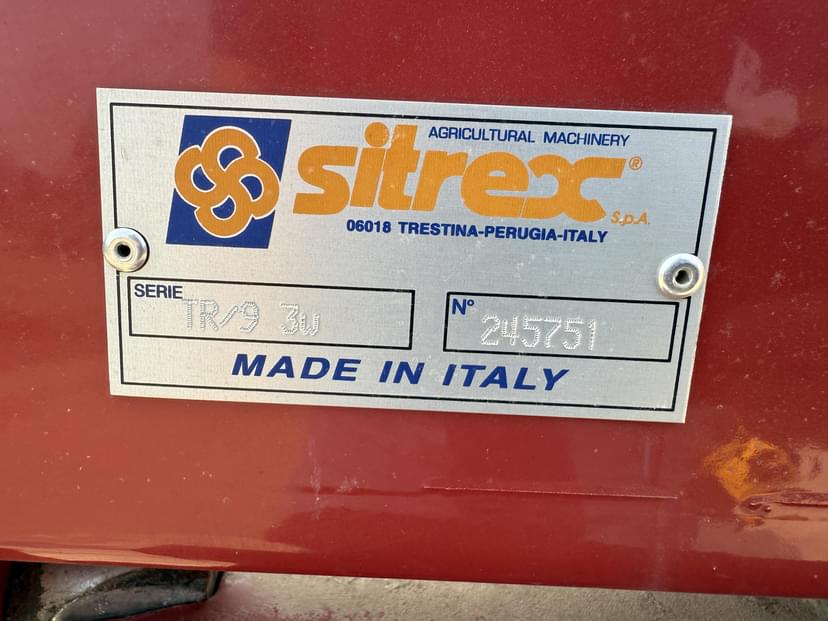 AGRICULTURAL MACHINERY
sitrex® S.p.A.
06018 TRESTINA-PERUGIA-ITALY
SERIE TR/9 3W N° 245751
MADE IN ITALY